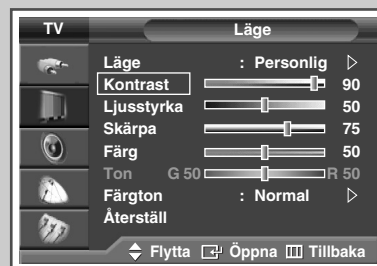 TV Läge
Läge : Personlig
Kontrast 90
Ljusstyrka 50
Skärpa 75
Färg 50
Ton G 50 R 50
Färgton : Normal
Återställ
Flytta Öppna Tillbaka